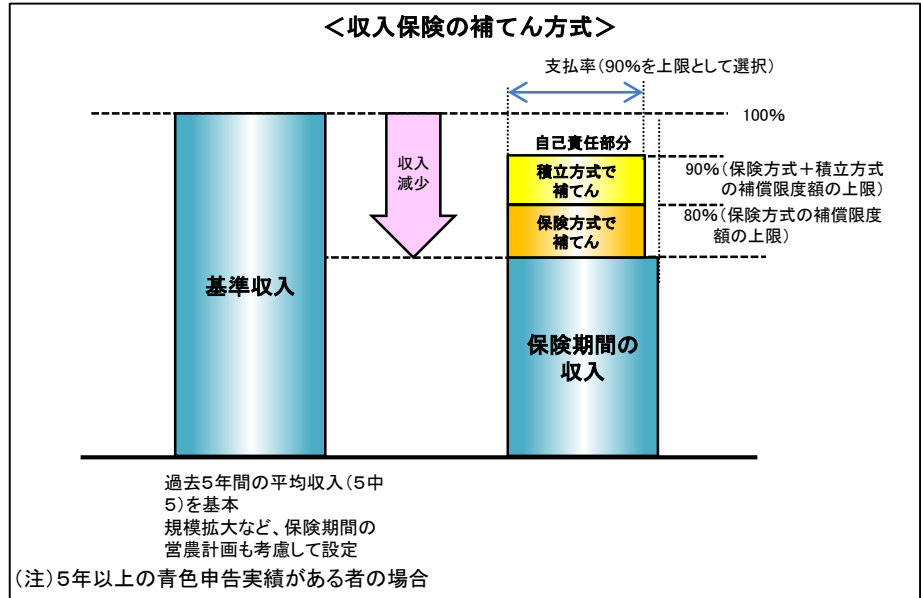 ＜収入保険の補てん方式＞
支払率（90％を上限として選択）
100％
自己責任部分
収入
減少
積立方式で
補てん
90％（保険方式＋積立方式
の補償限度額の上限）
保険方式で
補てん
80％（保険方式の補償限度
額の上限）
基準収入
保険期間の
収入
過去５年間の平均収入（５中
５）を基本
規模拡大など、保険期間の
営農計画も考慮して設定
（注）５年以上の青色申告実績がある者の場合